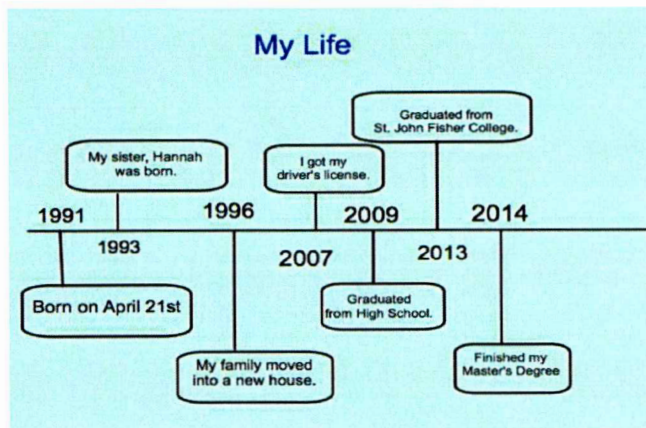 My Life
Graduated from
St. John Fisher College.
My sister, Hannah
was born.
I got my
driver's license.
1991
1996
2009
2014
1993
2007
2013
Born on April 21st
Graduated
from High School.
My family moved
into a new house.
Finished my
Master's Degree